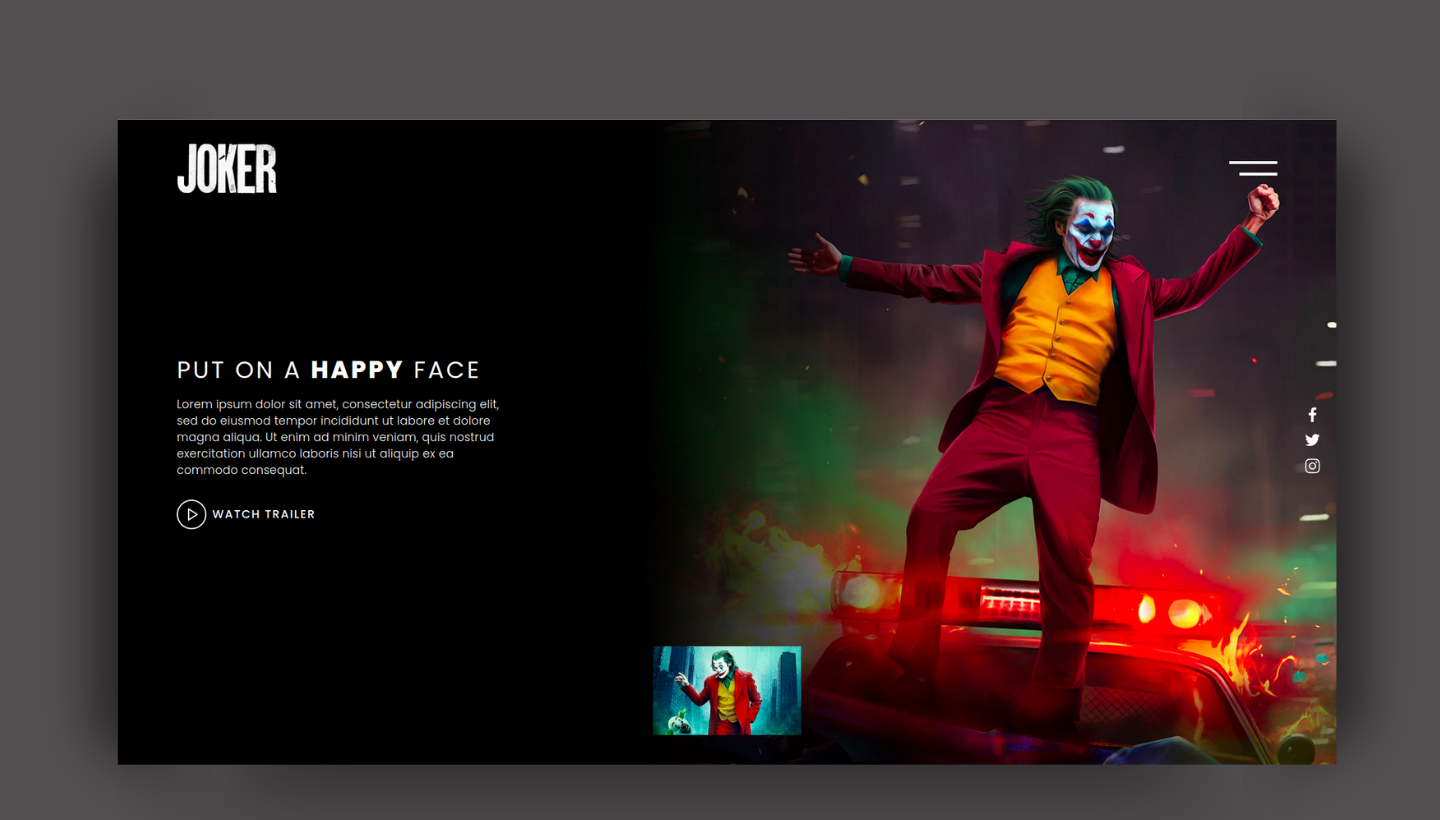 JOKER
PUT ON A HAPPY FACE
Lorem ipsum dolor sit amet, consectetur adipiscing elit,
sed do eiusmod tempor incididunt ut labore et dolore
magna aliqua. Ut enim ad minim veniam, quis nostrud
exercitation ullamco laboris nisi ut aliquip ex ea
commodo consequat.
WATCH TRAILER